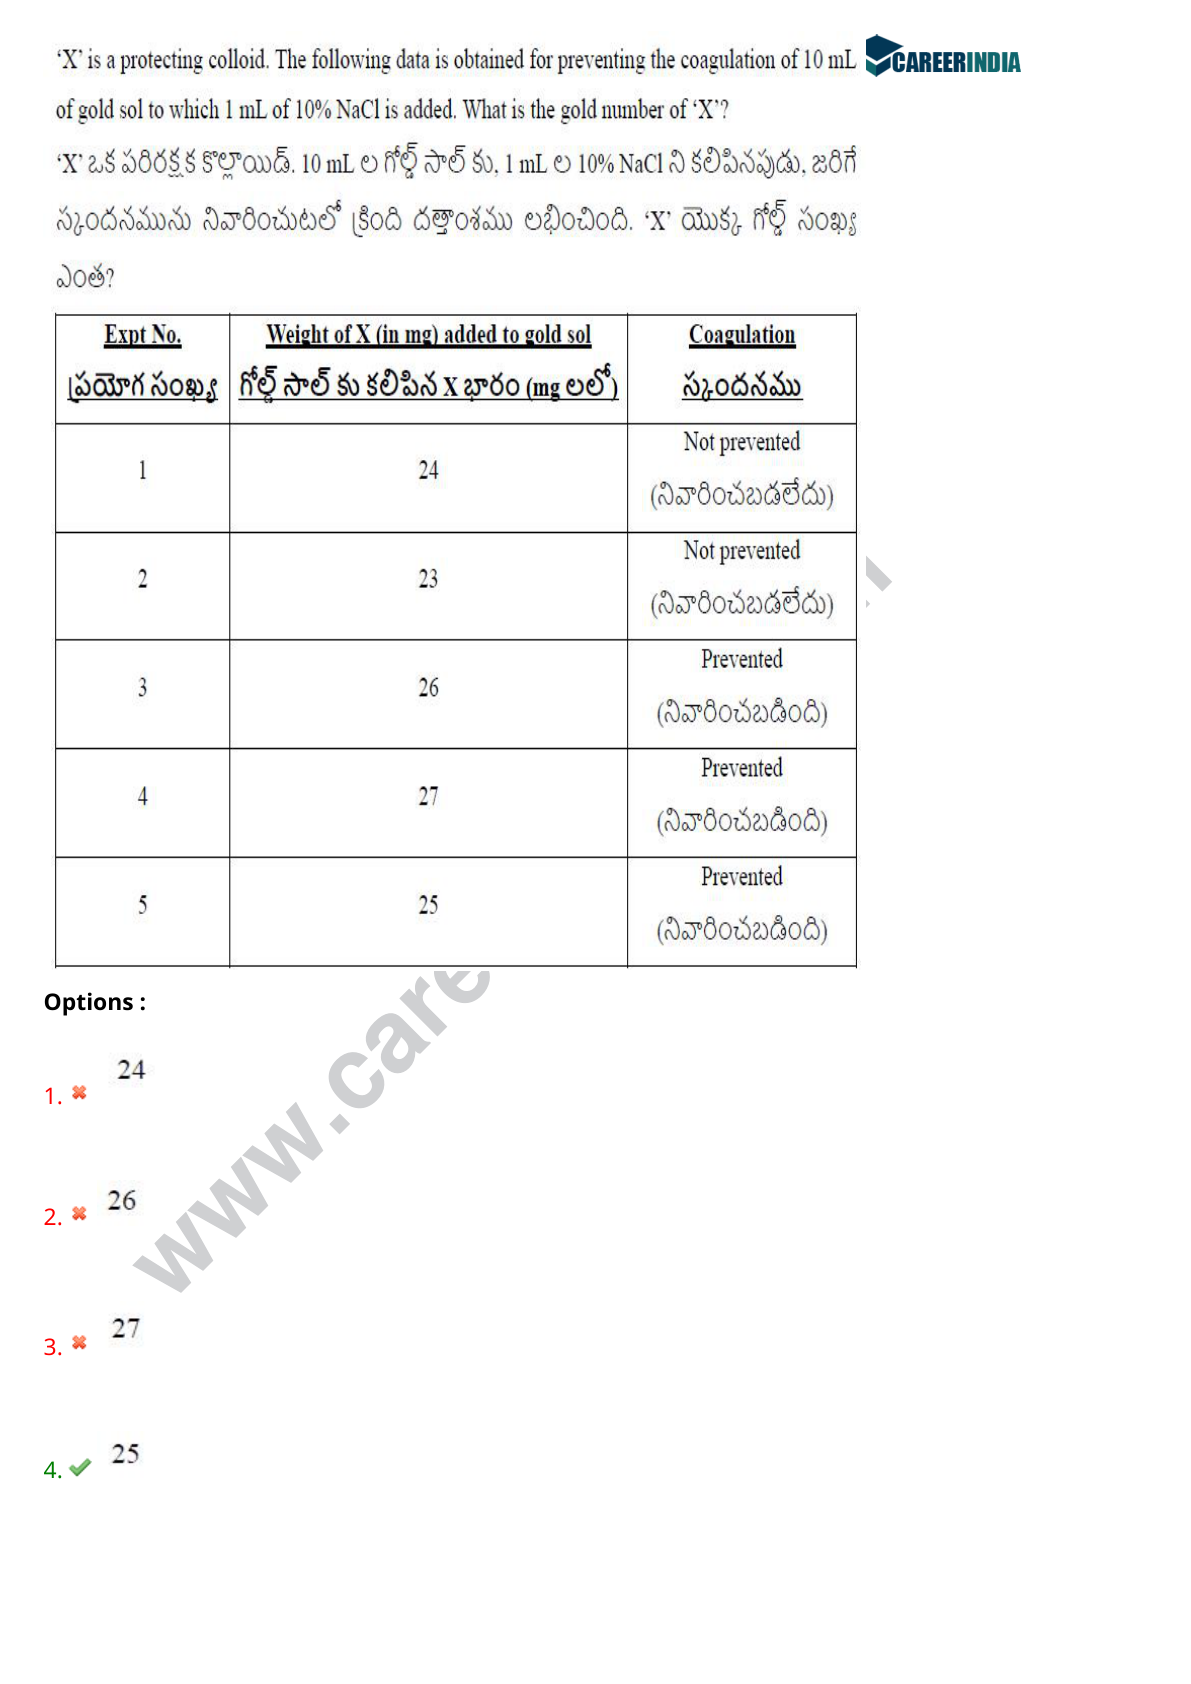 ‘X’ is a protecting colloid. The following data is obtained for preventing the coagulation of 10 mL
CAREERINDIA
of gold sol to which 1 mL of 10% NaCl is added. What is the gold number of ‘X’?
‘X’ ఒక పరిరక్షక కొల్లాయిడ్. 10 mL ల గోల్డ్ సాల్ కు, 1 mL ల 10% NaCl ని కలిపినపుడు, జరిగే
స్కందనమును నివారించుటలో క్రింది దత్తాంశము లభించింది. ‘X’ యొక్క గోల్డ్ సంఖ్య
ఎంత?
Expt No. Weight of X (in mg) added to gold sol Coagulation
ప్రయోగ సంఖ్య గోల్డ్ సాల్ కు కలిపిన X భారం (mg లలో) స్కందనము
1 24 Not prevented
(నివారించబడలేదు)
2 23 Not prevented
(నివారించబడలేదు)
3 26 Prevented
(నివారించబడింది)
4 27 Prevented
(నివారించబడింది)
5 25 Prevented
(నివారించబడింది)
Options :
1. 24
2. 26
3. 27
4. 25